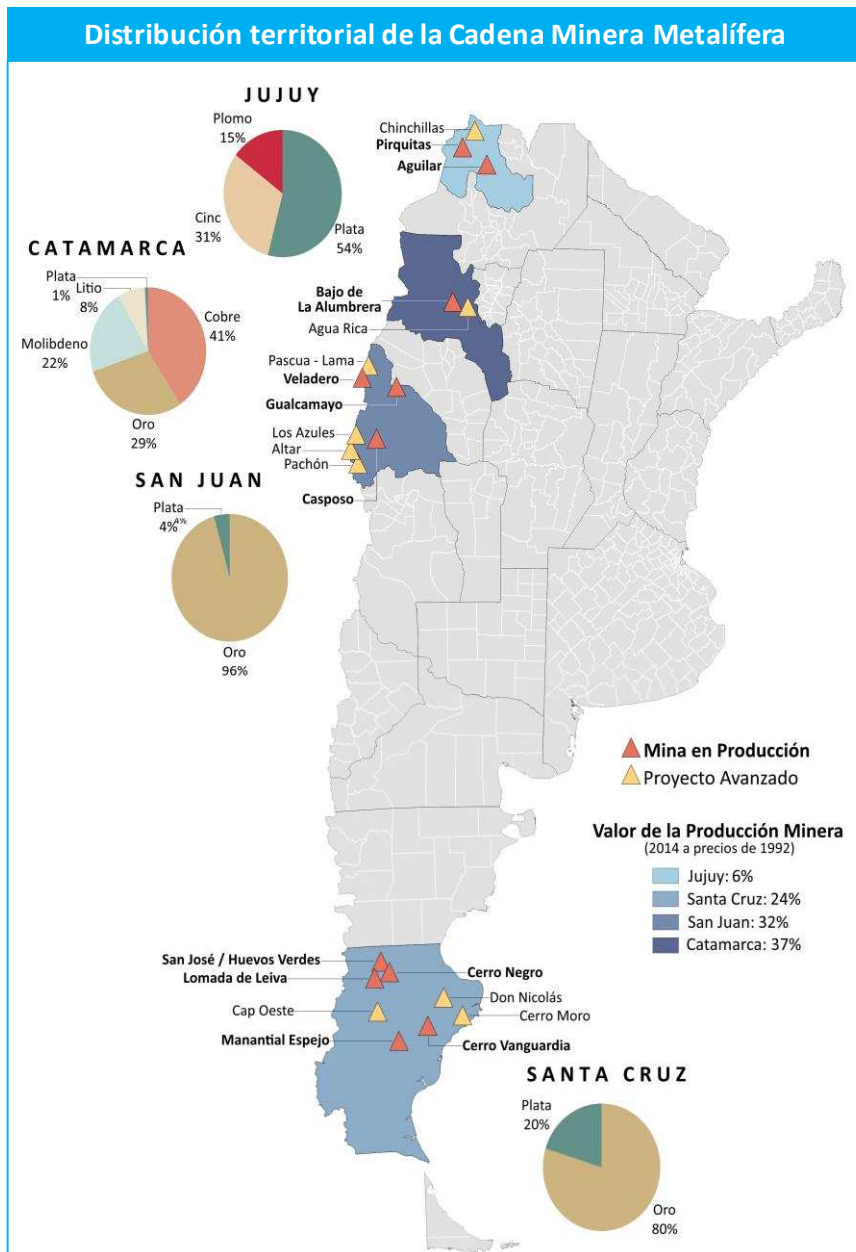 Distribución territorial de la Cadena Minera Metalífera
JUJUY
Plomo
15%
Cinc
31%
Plata
54%
Chinchillas
Pirquitas
Aguilar
CATAMARCA
Plata
1%
Litio
8%
Cobre
41%
Molibdeno
22%
Oro
29%
Bajo de
La Alumbrera
Agua Rica
Pascua - Lama
Veladero
Gualcamayo
Los Azules
Altar
Pachón
Casposo
SAN JUAN
Plata
4%
4%
Oro
96%
Mina en Producción
Proyecto Avanzado
Valor de la Producción Minera
(2014 a precios de 1992)
Jujuy: 6%
Santa Cruz: 24%
San Juan: 32%
Catamarca: 37%
San José / Huevos Verdes
Lomada de Leiva
Cerro Negro
Don Nicolás
Cap Oeste
Cerro Moro
Manantial Espejo
Cerro Vanguardia
SANTA CRUZ
Plata
20%
Oro
80%